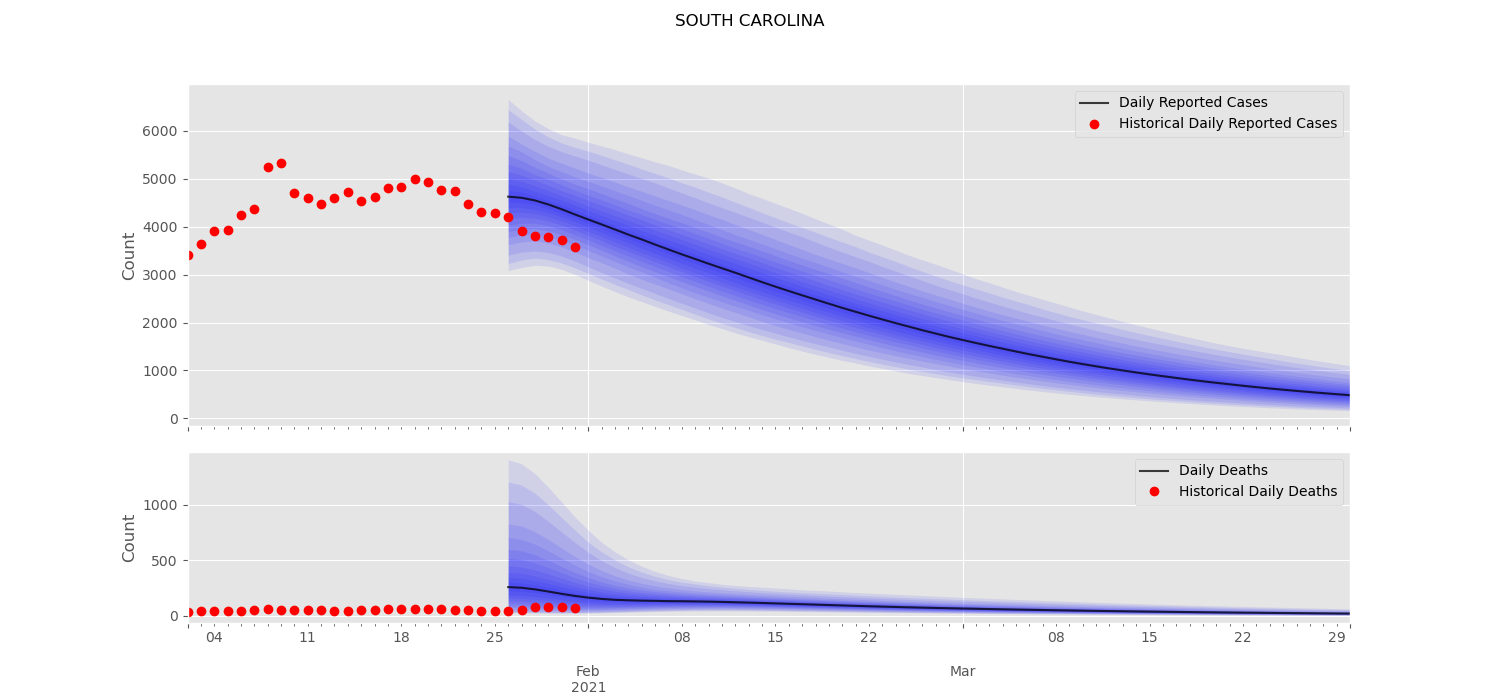 SOUTH CAROLINA
Daily Reported Cases
Historical Daily Reported Cases
6000
5000
4000
3000
2000
1000
0
Count
Daily Deaths
Historical Daily Deaths
1000
500
0
Count
04 11 18 25 08 15 22 08 15 22 29
Feb Mar
2021